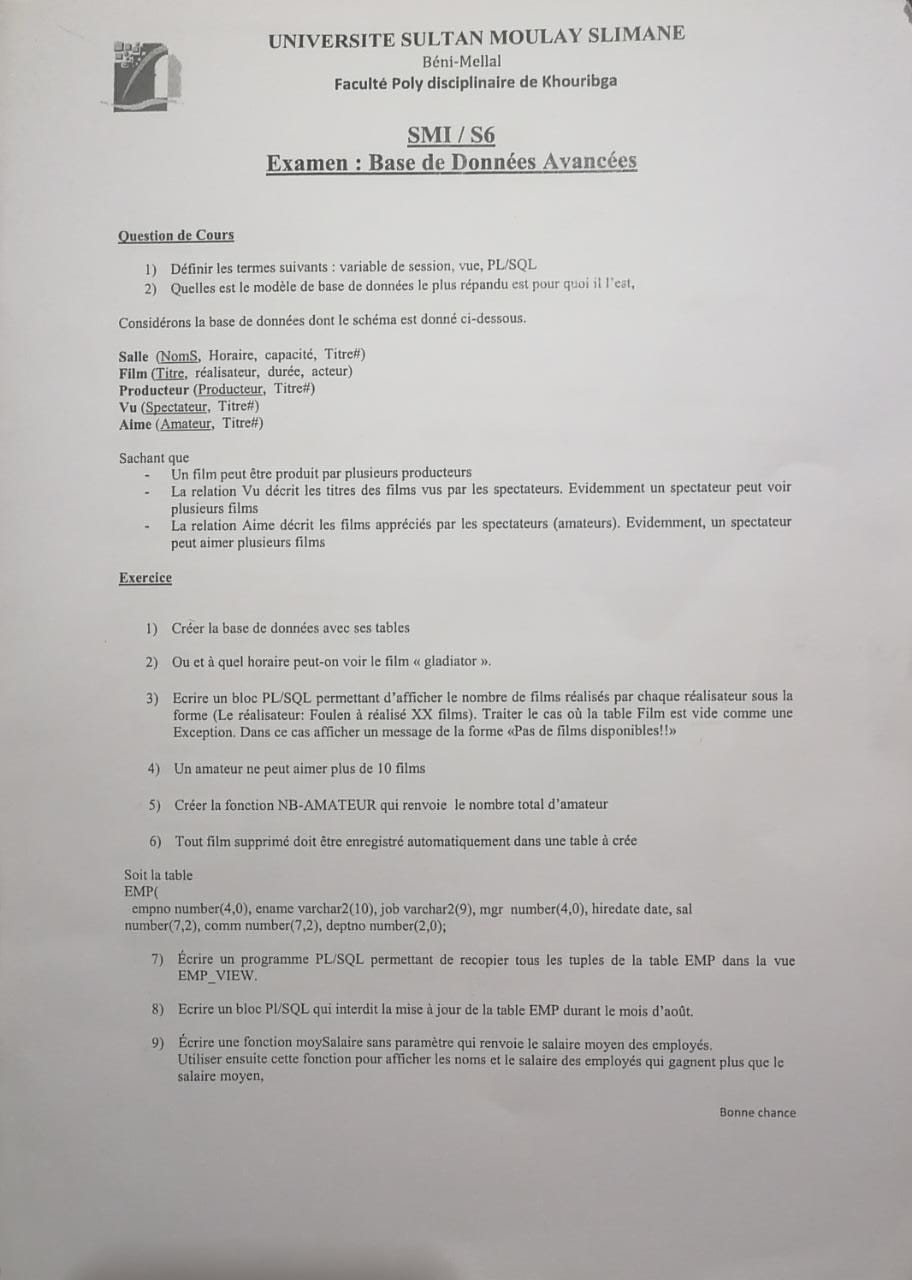 UNIVERSITE SULTAN MOULAY SLIMANE
Béni-Mellal
Faculté Poly disciplinaire de Khouribga
SMI / S6
Examen : Base de Données Avancées
Question de Cours
1) Définir les termes suivants : variable de session, vue, PL/SQL
2) Quelles est le modèle de base de données le plus répandu est pour quoi il l'est,
Considérons la base de données dont le schéma est donné ci-dessous.
Salle (NomS, Horaire, capacité, Titre#)
Film (Titre, réalisateur, durée, acteur)
Producteur (Producteur, Titre#)
Vu (Spectateur, Titre#)
Aime (Amateur, Titre#)
Sachant que
- Un film peut être produit par plusieurs producteurs
- La relation Vu décrit les titres des films vus par les spectateurs. Evidemment un spectateur peut voir
plusieurs films
- La relation Aime décrit les films appréciés par les spectateurs (amateurs). Evidemment, un spectateur
peut aimer plusieurs films
Exercice
1) Créer la base de données avec ses tables
2) Ou et à quel horaire peut-on voir le film « gladiator ».
3) Ecrire un bloc PL/SQL permettant d'afficher le nombre de films réalisés par chaque réalisateur sous la
forme (Le réalisateur: Foulen à réalisé XX films). Traiter le cas où la table Film est vide comme une
Exception. Dans ce cas afficher un message de la forme «Pas de films disponibles!!»
4) Un amateur ne peut aimer plus de 10 films
5) Créer la fonction NB-AMATEUR qui renvoie le nombre total d'amateur
6) Tout film supprimé doit être enregistré automatiquement dans une table à crée
Soit la table
EMP(
empno number(4,0), ename varchar2(10), job varchar2(9), mgr number(4,0), hiredate date, sal
number(7,2), comm number(7,2), deptno number(2,0);
7) Écrire un programme PL/SQL permettant de recopier tous les tuples de la table EMP dans la vue
EMP_VIEW.
8) Ecrire un bloc Pl/SQL qui interdit la mise à jour de la table EMP durant le mois d'août.
9) Écrire une fonction moySalaire sans paramètre qui renvoie le salaire moyen des employés.
Utiliser ensuite cette fonction pour afficher les noms et le salaire des employés qui gagnent plus que le
salaire moyen,
Bonne chance